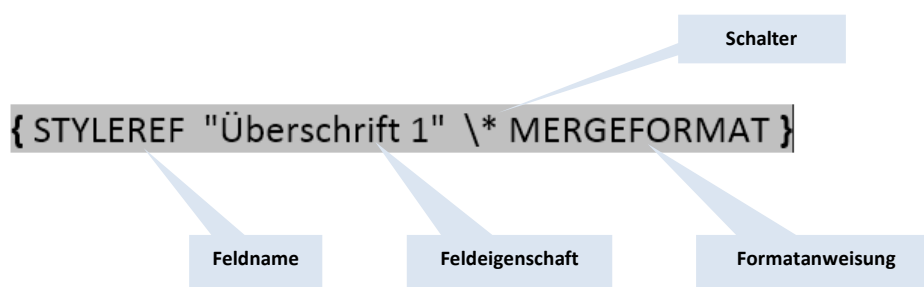 Schalter
{ STYLEREF "Überschrift 1" \* MERGEFORMAT }
Feldname Feldeigenschaft Formatanweisung